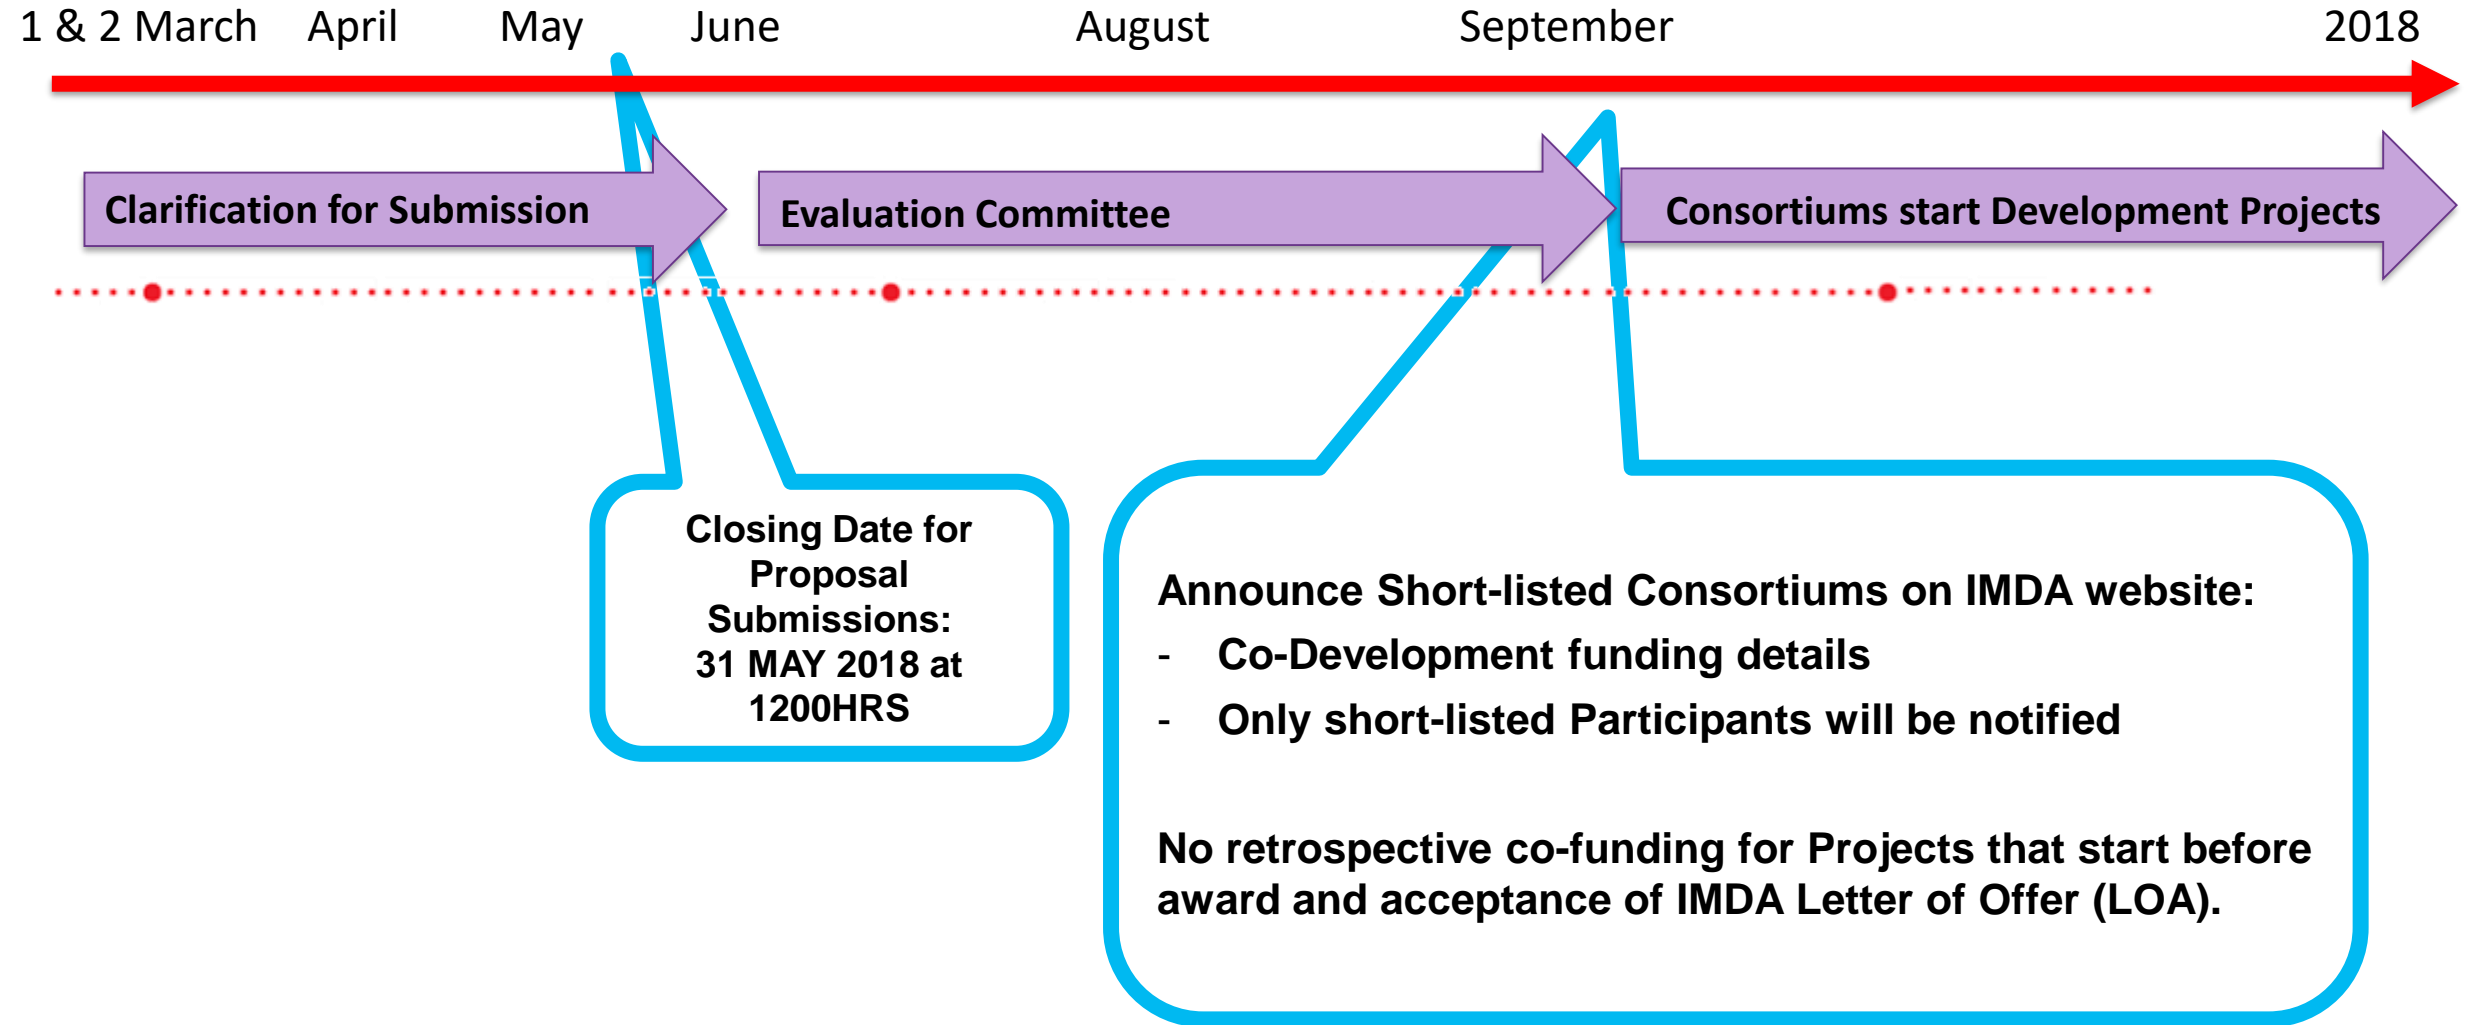 1 & 2 March April May June August September 2018
Clarification for Submission
Evaluation Committee
Consortiums start Development Projects
Closing Date for
Proposal
Submissions:
31 MAY 2018 at
1200HRS
Announce Short-listed Consortiums on IMDA website:
- Co-Development funding details
- Only short-listed Participants will be notified
No retrospective co-funding for Projects that start before
award and acceptance of IMDA Letter of Offer (LOA).